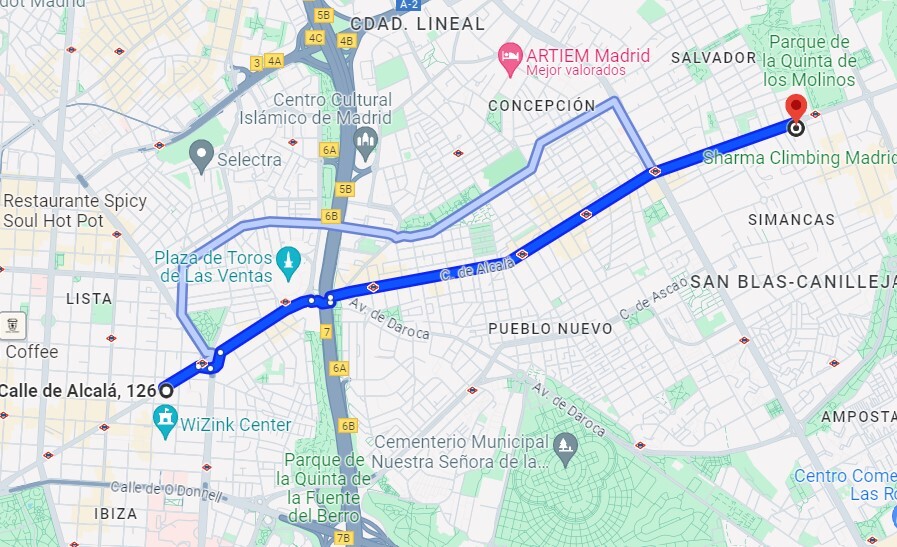 A-2
5B
CDAD. LINEAL
4C
4B
3
4A
ARTIEM Madrid
Mejor valorados
SALVADOR
Parque de
la Quinta de
los Molinos
Centro Cultural
Islámico de Madrid
CONCEPCIÓN
Selectra
6A
5B
Sharma Climbing Madrid
Restaurante Spicy
Soul Hot Pot
6B
SIMANCAS
Plaza de Toros
de Las Ventas
C. de Alcalá
SAN BLAS-CANILLEJA
LISTA
C. de Ascao
Av. de Daroca
PUEBLO NUEVO
7
Coffee
6A
Calle de Alcalá, 126
Av. de Daroca
WiZink Center
6B
AMPOSTA
Cementerio Municipal
Nuestra Señora de la...
Parque de
la Quinta de
la Fuente
del Berro
Centro Come
Las Ro
Calle de O'Donnell
IBIZA
7B